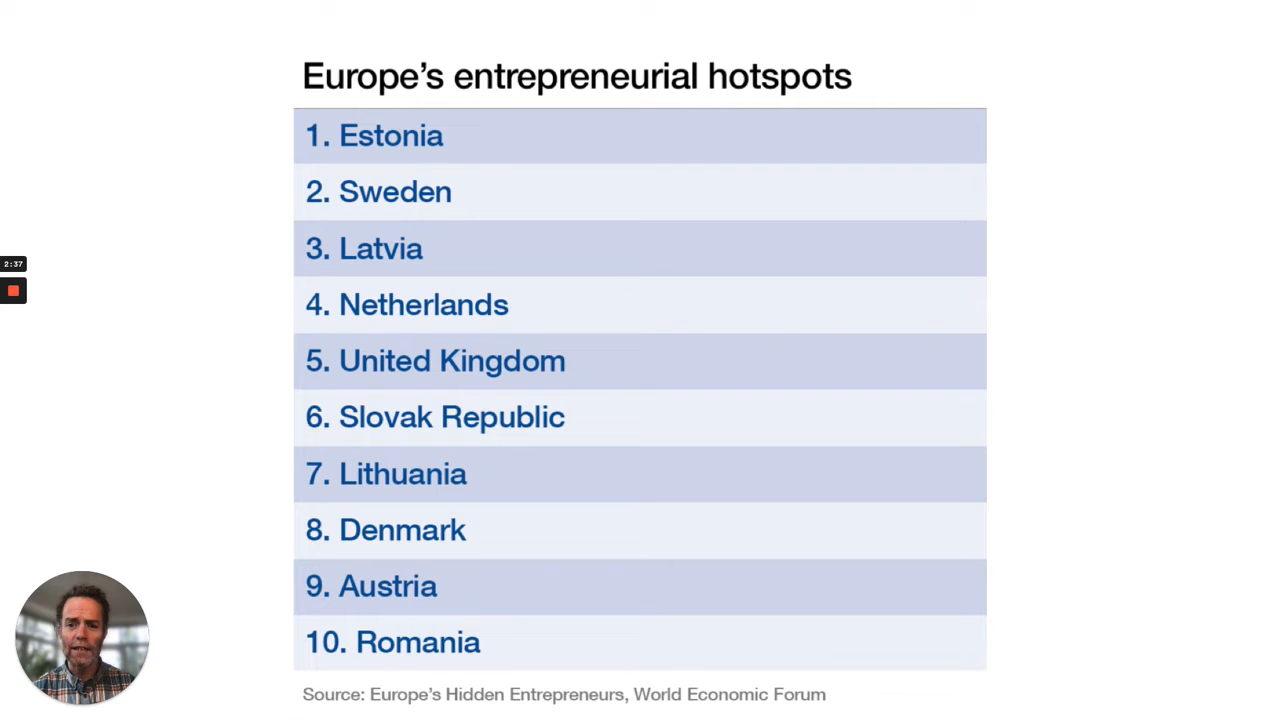 Europe's entrepreneurial hotspots
1. Estonia
2. Sweden
3. Latvia
4. Netherlands
5. United Kingdom
6. Slovak Republic
7. Lithuania
8. Denmark
9. Austria
10. Romania
Source: Europe's Hidden Entrepreneurs, World Economic Forum
2:37